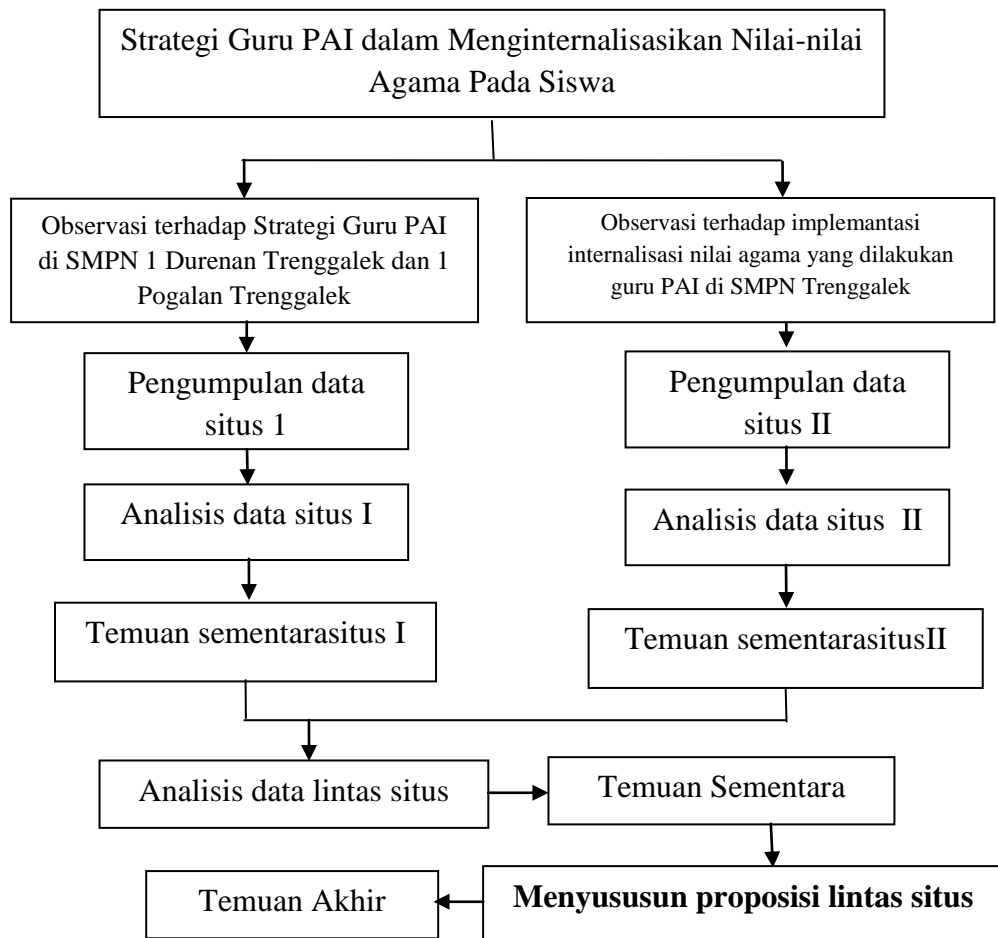 Strategi Guru PAI dalam Menginternalisasikan Nilai-nilai
Agama Pada Siswa
Observasi terhadap Strategi Guru PAI
di SMPN 1 Durenan Trenggalek dan 1
Pogalan Trenggalek
Observasi terhadap implemantasi
internalisasi nilai agama yang dilakukan
guru PAI di SMPN Trenggalek
Pengumpulan data
situs 1
Pengumpulan data
situs II
Analisis data situs I
Analisis data situs  II
Temuan sementarasitus I
Temuan sementarasitusII
Analisis data lintas situs
Temuan Sementara
Temuan Akhir
Menyususun proposisi lintas situs